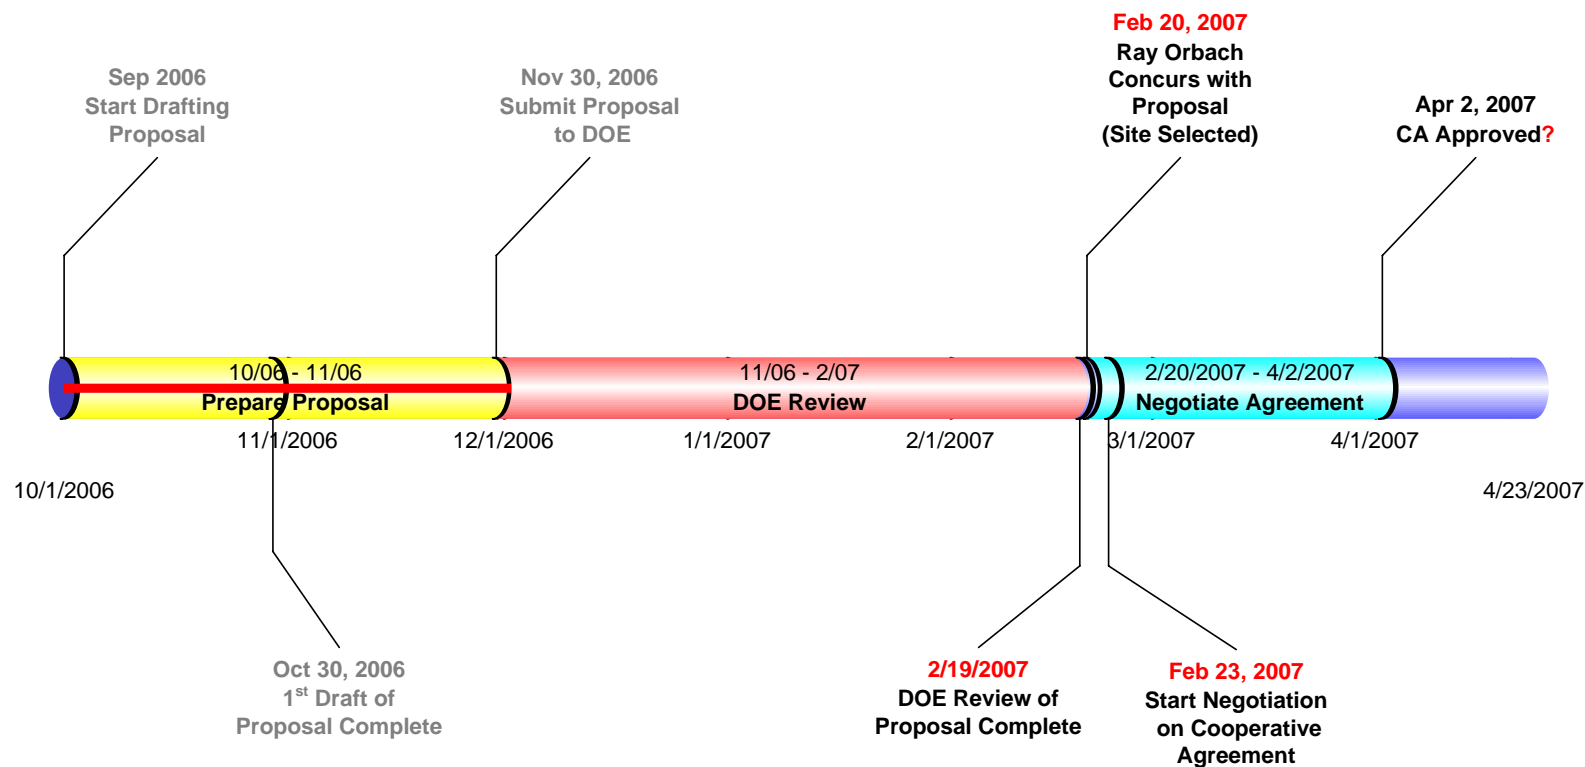 Feb 20, 2007
Ray Orbach
Concurs with
Proposal
(Site Selected)
Sep 2006
Start Drafting
Proposal
Nov 30, 2006
Submit Proposal
to DOE
Apr 2, 2007
CA Approved?
10/06 - 11/06
Prepare Proposal
11/06 - 2/07
DOE Review
2/20/2007 - 4/2/2007
Negotiate Agreement
11/1/2006
12/1/2006
1/1/2007
2/1/2007
3/1/2007
4/1/2007
10/1/2006
4/23/2007
Oct 30, 2006
1st Draft of
Proposal Complete
2/19/2007
DOE Review of
Proposal Complete
Feb 23, 2007
Start Negotiation
on Cooperative
Agreement